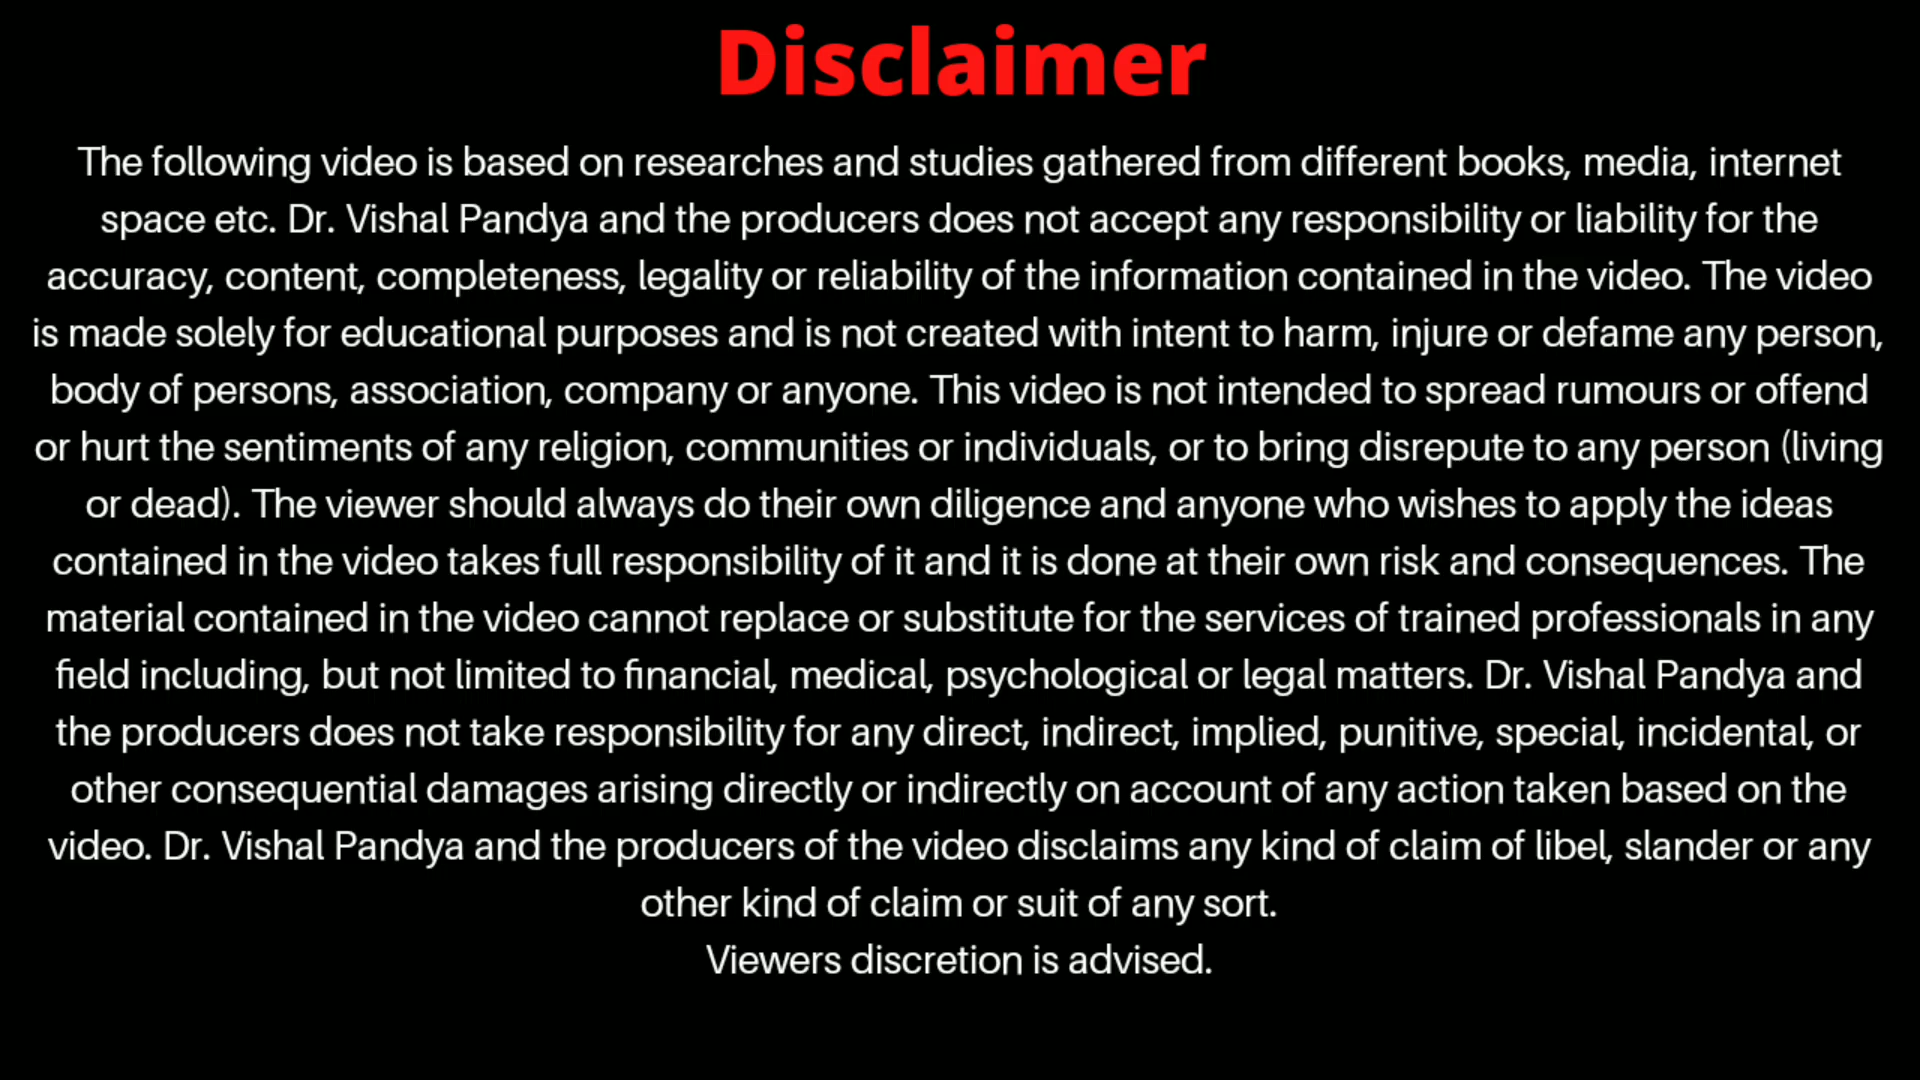 Disclaimer
The following video is based on researches and studies gathered from different books, media, internet
space etc. Dr. Vishal Pandya and the producers does not accept any responsibility or liability for the
accuracy, content, completeness, legality or reliability of the information contained in the video. The video
is made solely for educational purposes and is not created with intent to harm, injure or defame any person,
body of persons, association, company or anyone. This video is not intended to spread rumours or offend
or hurt the sentiments of any religion, communities or individuals, or to bring disrepute to any person (living
or dead). The viewer should always do their own diligence and anyone who wishes to apply the ideas
contained in the video takes full responsibility of it and it is done at their own risk and consequences. The
material contained in the video cannot replace or substitute for the services of trained professionals in any
field including, but not limited to financial, medical, psychological or legal matters. Dr. Vishal Pandya and
the producers does not take responsibility for any direct, indirect, implied, punitive, special, incidental, or
other consequential damages arising directly or indirectly on account of any action taken based on the
video. Dr. Vishal Pandya and the producers of the video disclaims any kind of claim of libel, slander or any
other kind of claim or suit of any sort.
Viewers discretion is advised.